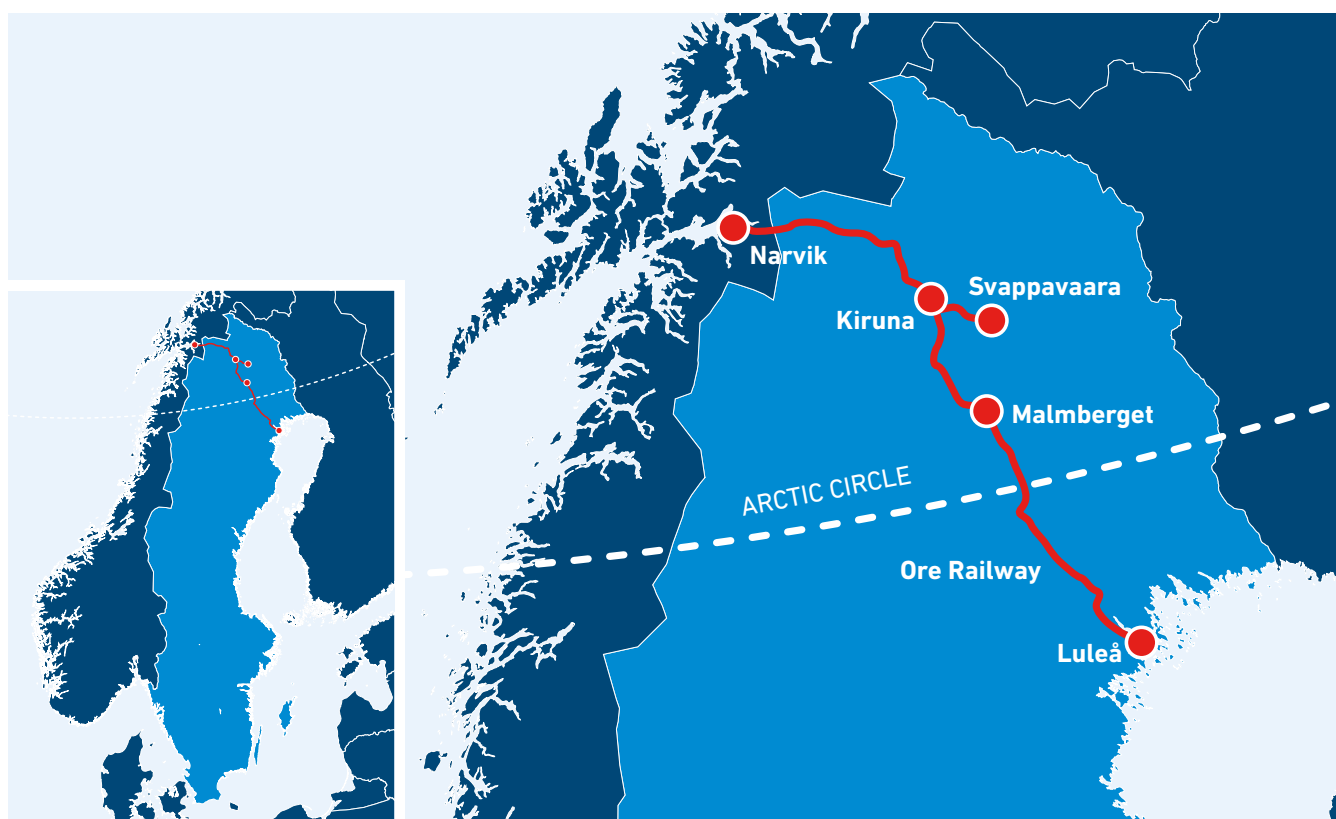 Narvik
Svappavaara
Kiruna
Malmberget
ARCTIC CIRCLE
Ore Railway
Luleå